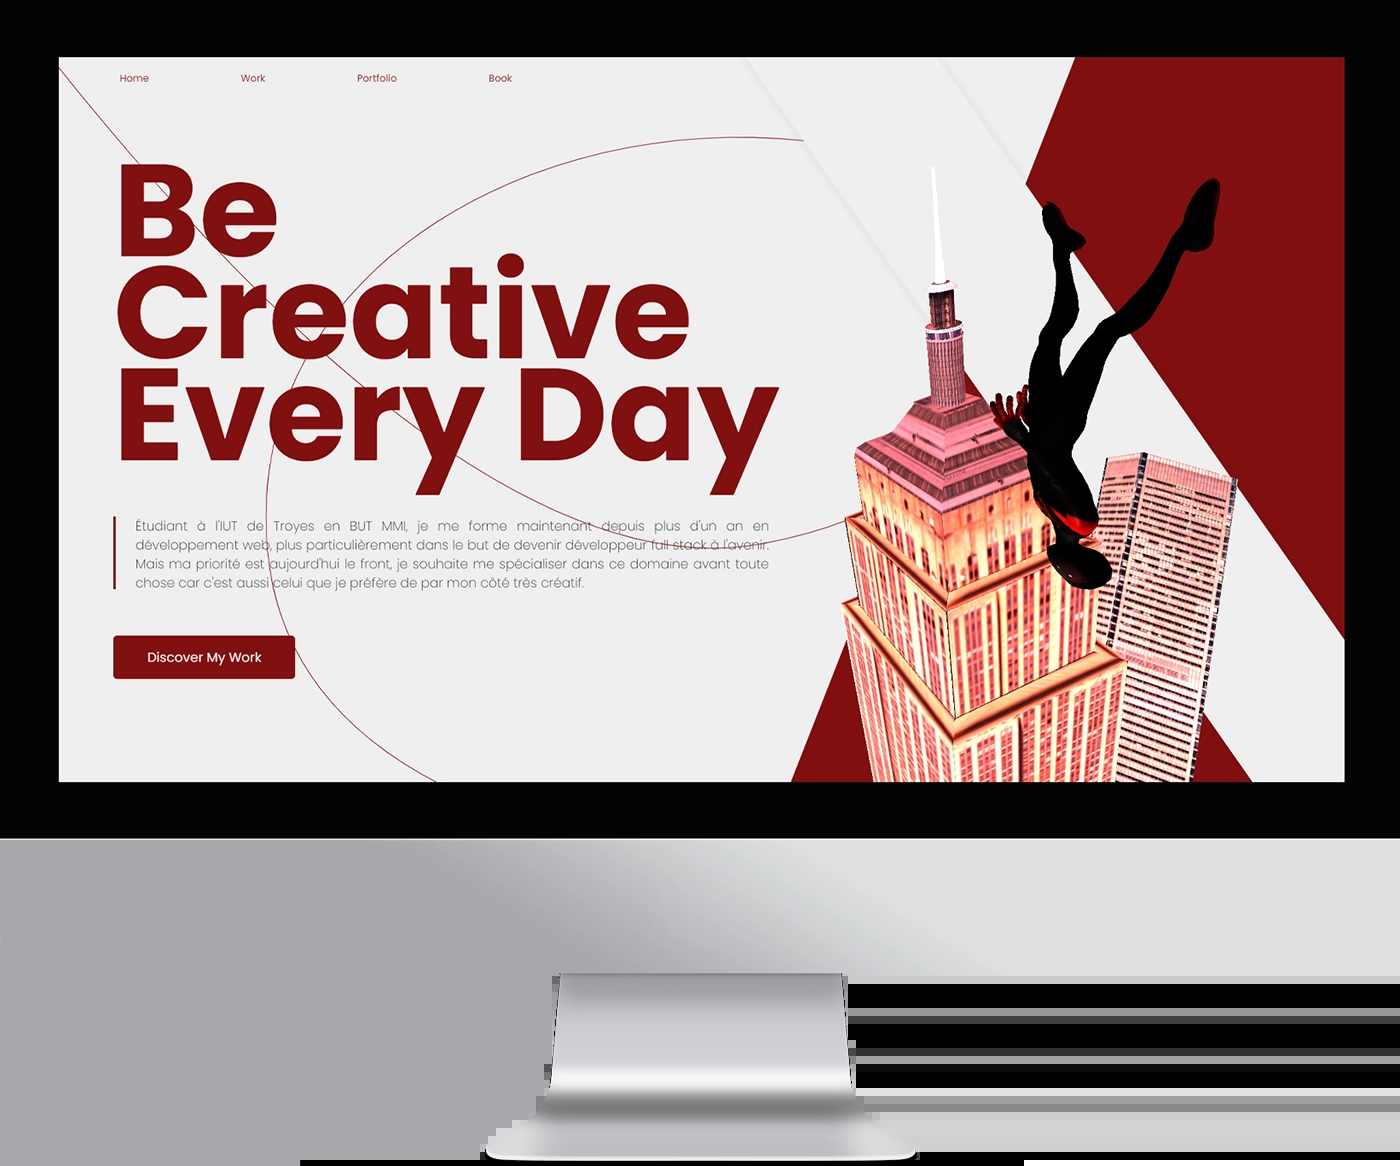 Home Work Portfolio Book
Be
Creative
Every Day
Étudiant à l'IUT de Troyes en BUT MMI, je me forme maintenant depuis plus d'un an en
développement web, plus particulièrement dans le but de devenir développeur full stack à l'avenir.
Mais ma priorité est aujourd'hui le front, je souhaite me spécialiser dans ce domaine avant toute
chose car c'est aussi celui que je préfère de par mon côté très créatif.
Discover My Work